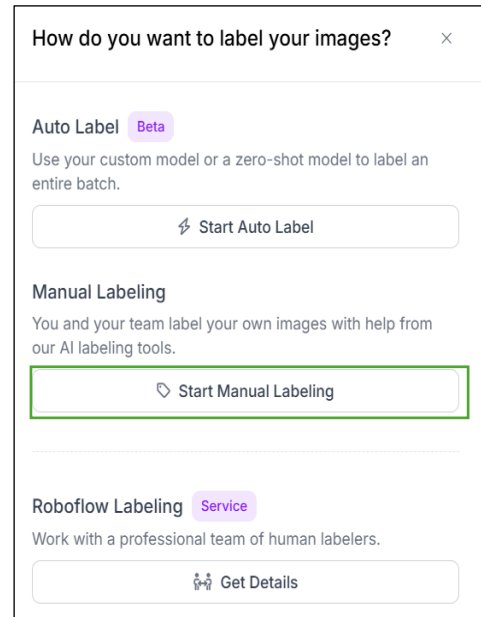 How do you want to label your images?
Auto Label Beta
Use your custom model or a zero-shot model to label an
entire batch.
Start Auto Label
Manual Labeling
You and your team label your own images with help from
our AI labeling tools.
Start Manual Labeling
Roboflow Labeling Service
Work with a professional team of human labelers.
Get Details